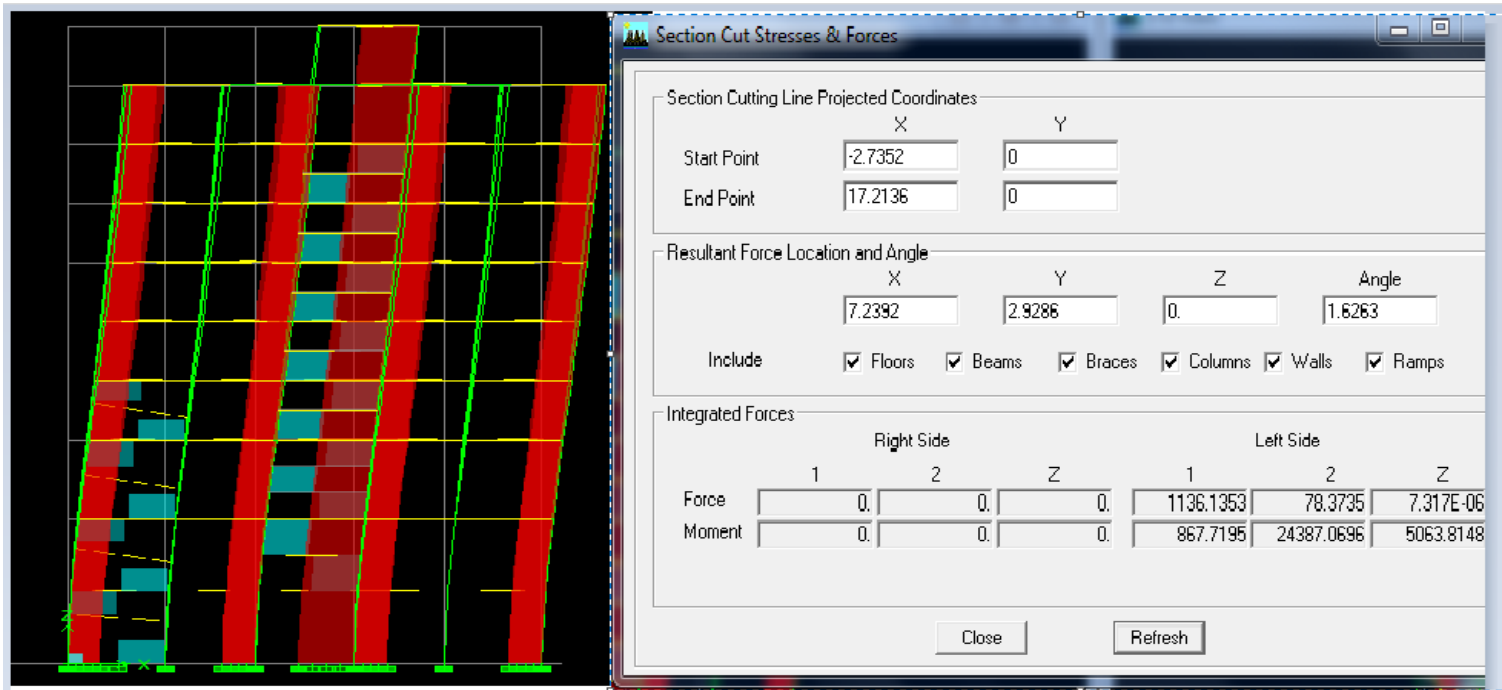 Section Cut Stresses & Forces
Section Cutting Line Projected Coordinates
X Y
Start Point -2.7352 0
End Point 17.2136 0
Resultant Force Location and Angle
X Y Z Angle
7.2392 2.9286 0. 1.6263
Include Floors Beams Braces Columns Walls Ramps
Integrated Forces
Right Side Left Side
1 2 Z 1 2 Z
Force 0. 0. 0. 1136.1353 78.3735 7.317E-06
Moment 0. 0. 0. 867.7195 24387.0696 5063.8148
Close Refresh
Z
X